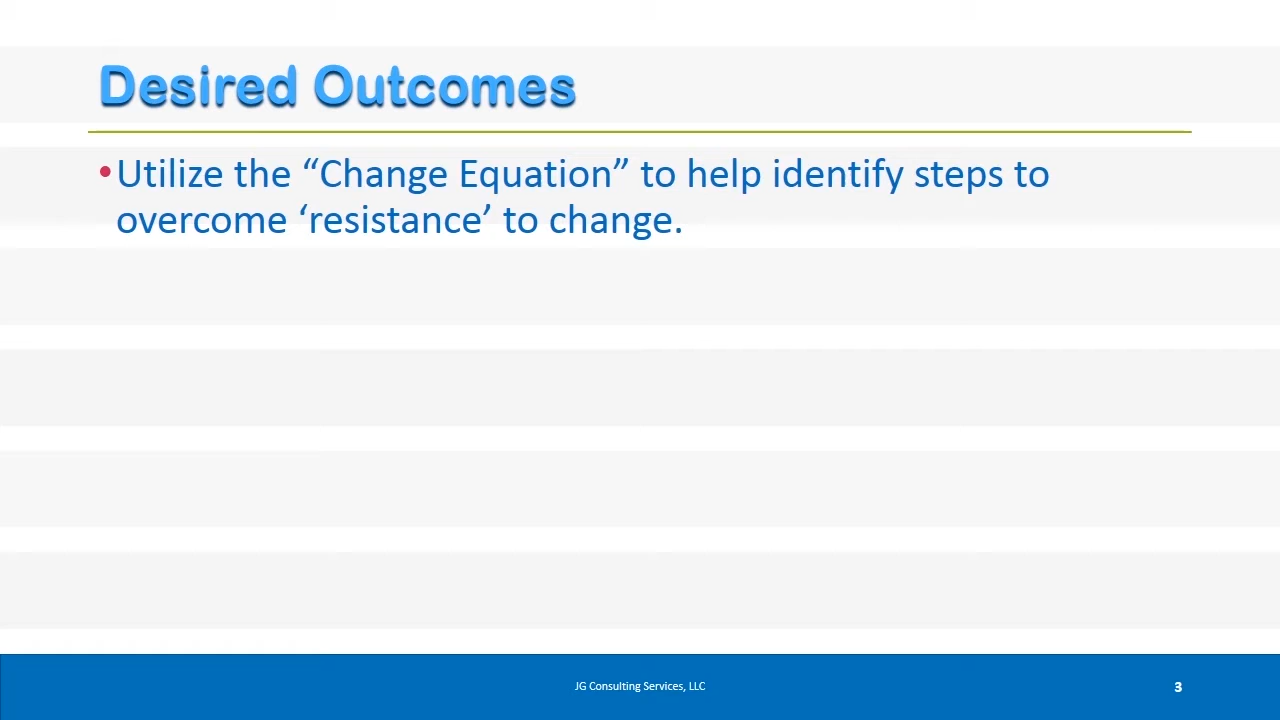 Desired Outcomes
•Utilize the “Change Equation” to help identify steps to
overcome ‘resistance’ to change.
JG Consulting Services, LLC
3